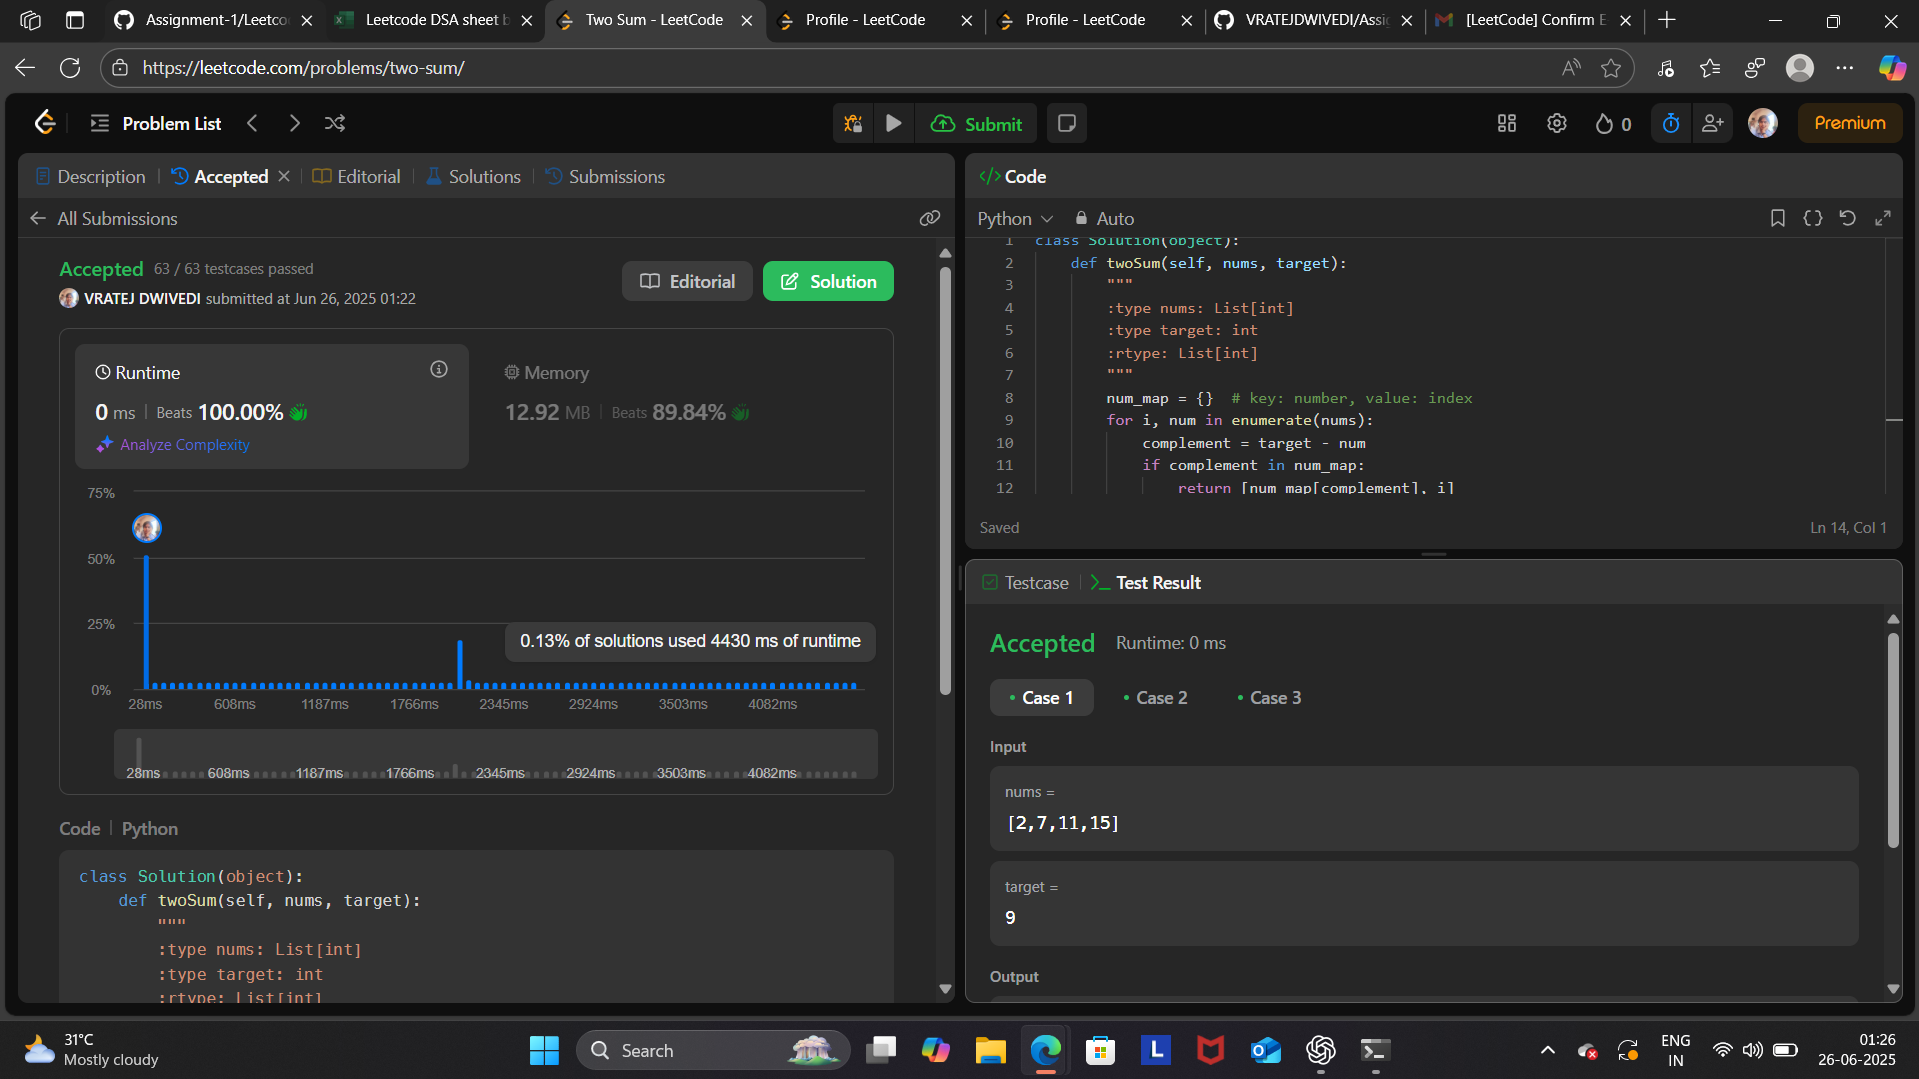 Assignment-1/Leetco
Leetcode DSA sheet b
Two Sum - LeetCode
Profile - LeetCode
Profile - LeetCode
VRATEJDWIVEDI/Assig
[LeetCode] Confirm E
https://leetcode.com/problems/two-sum/
Problem List
Submit
0
Premium
Description
Accepted
Editorial
Solutions
Submissions
All Submissions
Accepted 63 / 63 testcases passed
VRATEJ DWIVEDI submitted at Jun 26, 2025 01:22
Editorial
Solution
Runtime
0 ms | Beats 100.00%
Analyze Complexity
Memory
12.92 MB | Beats 89.84%
75%
50%
25%
0%
0.13% of solutions used 4430 ms of runtime
28ms 608ms 1187ms 1766ms 2345ms 2924ms 3503ms 4082ms
28ms 608ms 1187ms 1766ms 2345ms 2924ms 3503ms 4082ms
Code | Python
class Solution(object):
def twoSum(self, nums, target):
"""
:type nums: List[int]
:type target: int
:rtype: List[int]
</> Code
Python
Auto
1 class Solution(object):
2 def twoSum(self, nums, target):
3 """
4 :type nums: List[int]
5 :type target: int
6 :rtype: List[int]
7 """
8 num_map = {} # key: number, value: index
9 for i, num in enumerate(nums):
10 complement = target - num
11 if complement in num_map:
12 return [num_map[complement], i]
Saved
Ln 14, Col 1
Testcase
Test Result
Accepted Runtime: 0 ms
• Case 1 • Case 2 • Case 3
Input
nums =
[2,7,11,15]
target =
9
Output
31°C
Mostly cloudy
Search
L
ENG
IN
01:26
26-06-2025